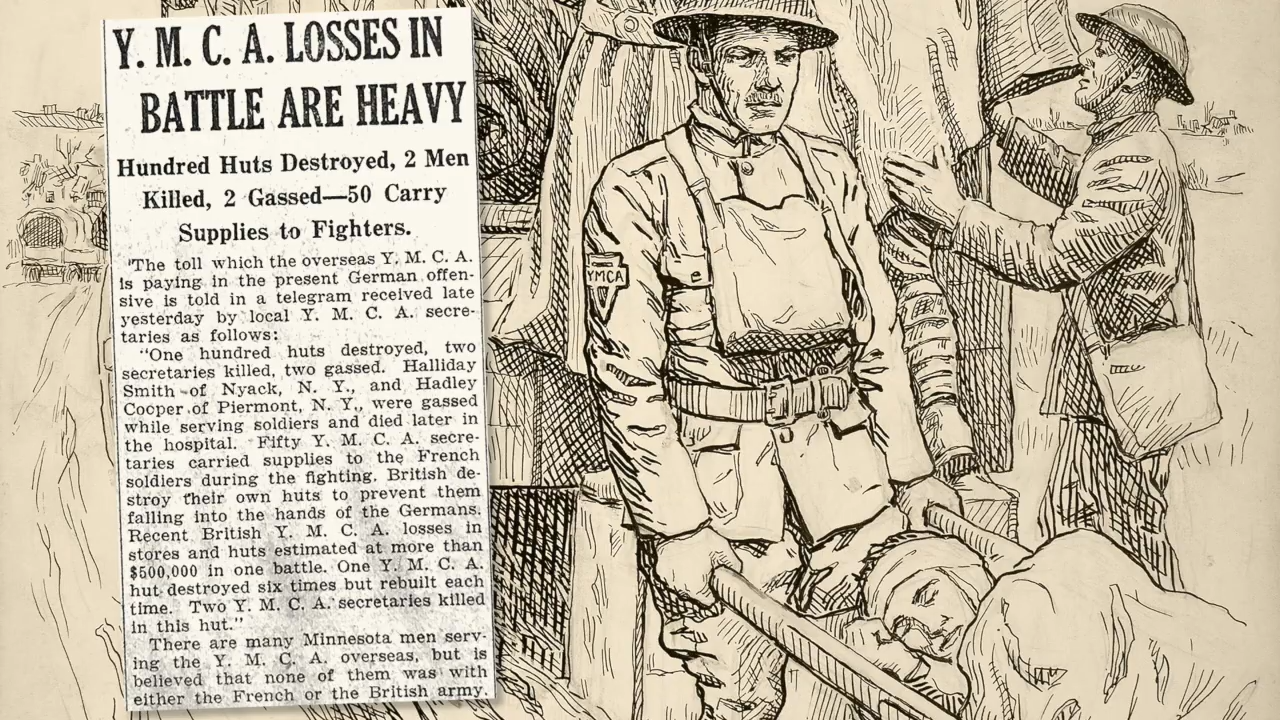 Y. M. C. A. LOSSES IN
BATTLE ARE HEAVY
Hundred Huts Destroyed, 2 Men
Killed, 2 Gassed—50 Carry
Supplies to Fighters.
'The toll which the overseas Y. M. C. A.
is paying in the present German offen-
sive is told in a telegram received late
yesterday by local Y. M. C. A. secre-
taries as follows:
"One hundred huts destroyed, two
secretaries killed, two gassed. Halliday
Smith of Nyack, N. Y., and Hadley
Cooper of Piermont, N. Y., were gassed
while serving soldiers and died later in
the hospital. Fifty Y. M. C. A. secre-
taries carried supplies to the French
soldiers during the fighting. British de-
stroy their own huts to prevent them
falling into the hands of the Germans.
Recent British Y. M. C. A. losses in
stores and huts estimated at more than
$500,000 in one battle. One Y. M. C. A.
hut destroyed six times but rebuilt each
time. Two Y. M. C. A. secretaries killed
in this hut."
There are many Minnesota men serv-
ing the Y. M. C. A. overseas, but is
believed that none of them was with
either the French or the British army.
YMCA